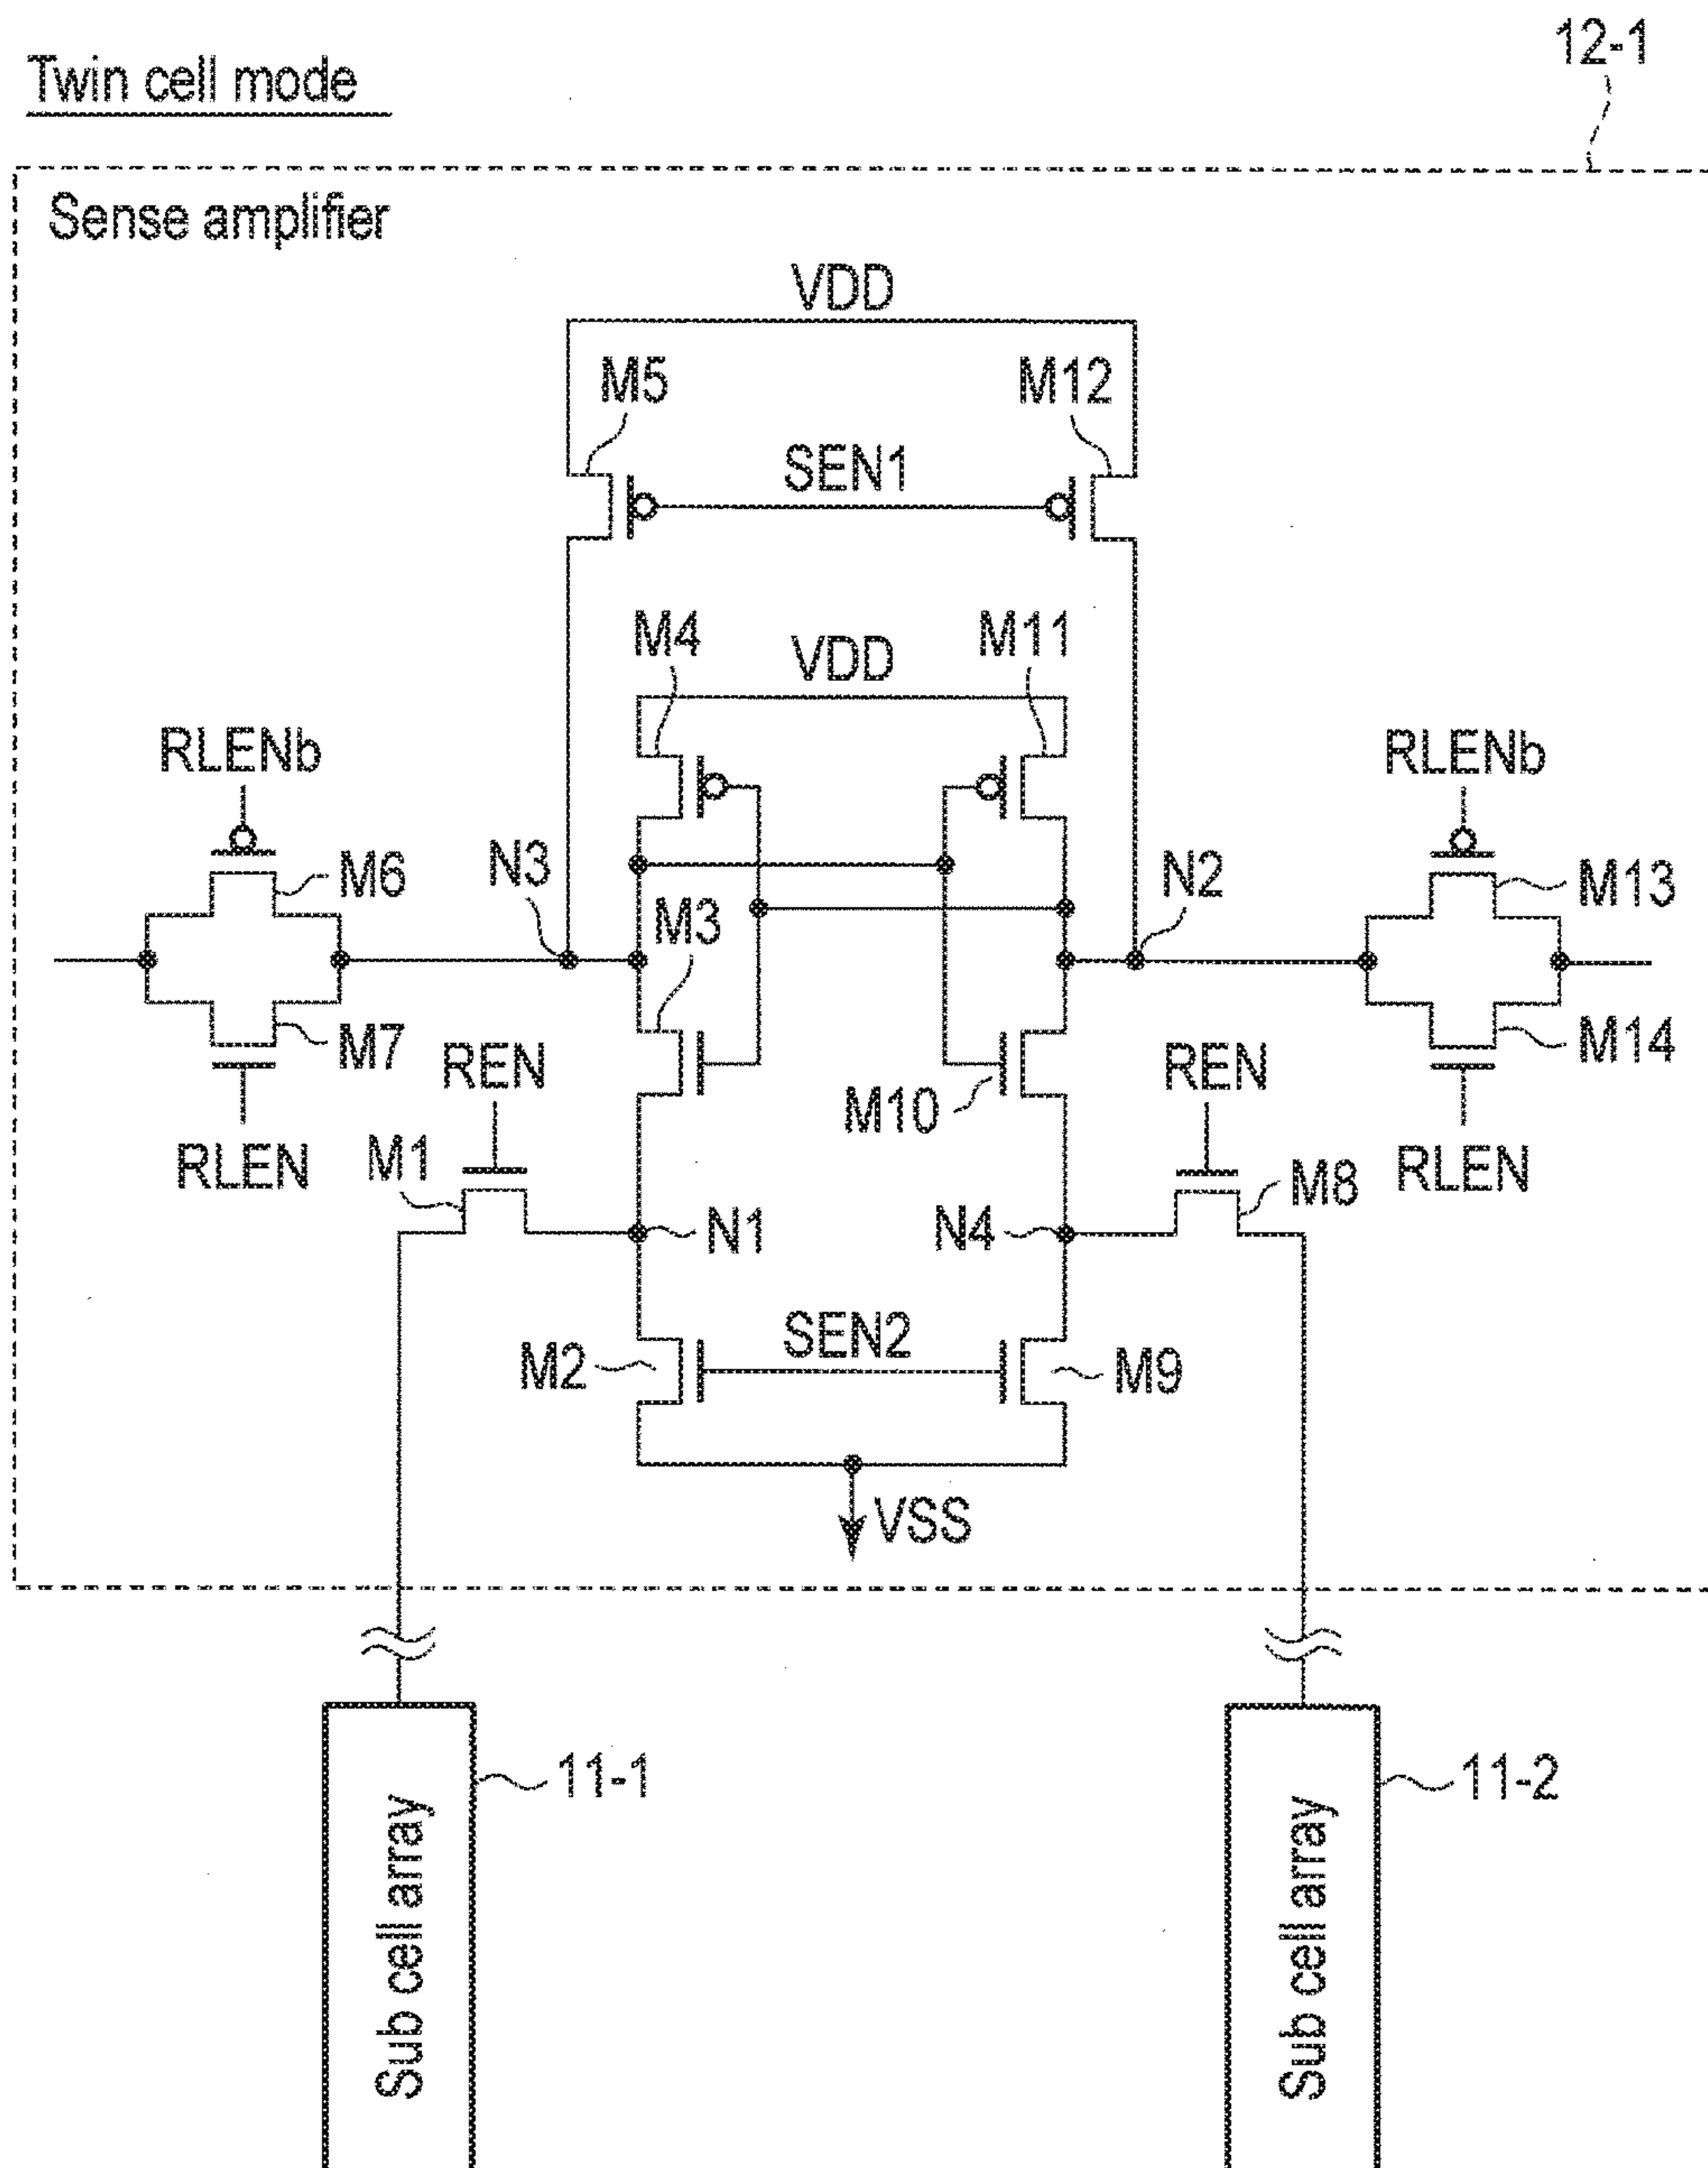 12-1
Twin cell mode
Sense amplifier
VDD
M5
M12
SEN1
M4
VDD
M11
RLENb
RLENb
N3
M6
M3
N2
M13
M7
REN
M10
REN
M14
RLEN
M1
M8
RLEN
N1
N4
M2
SEN2
M9
VSS
11-1
11-2
Sub cell array
Sub cell array